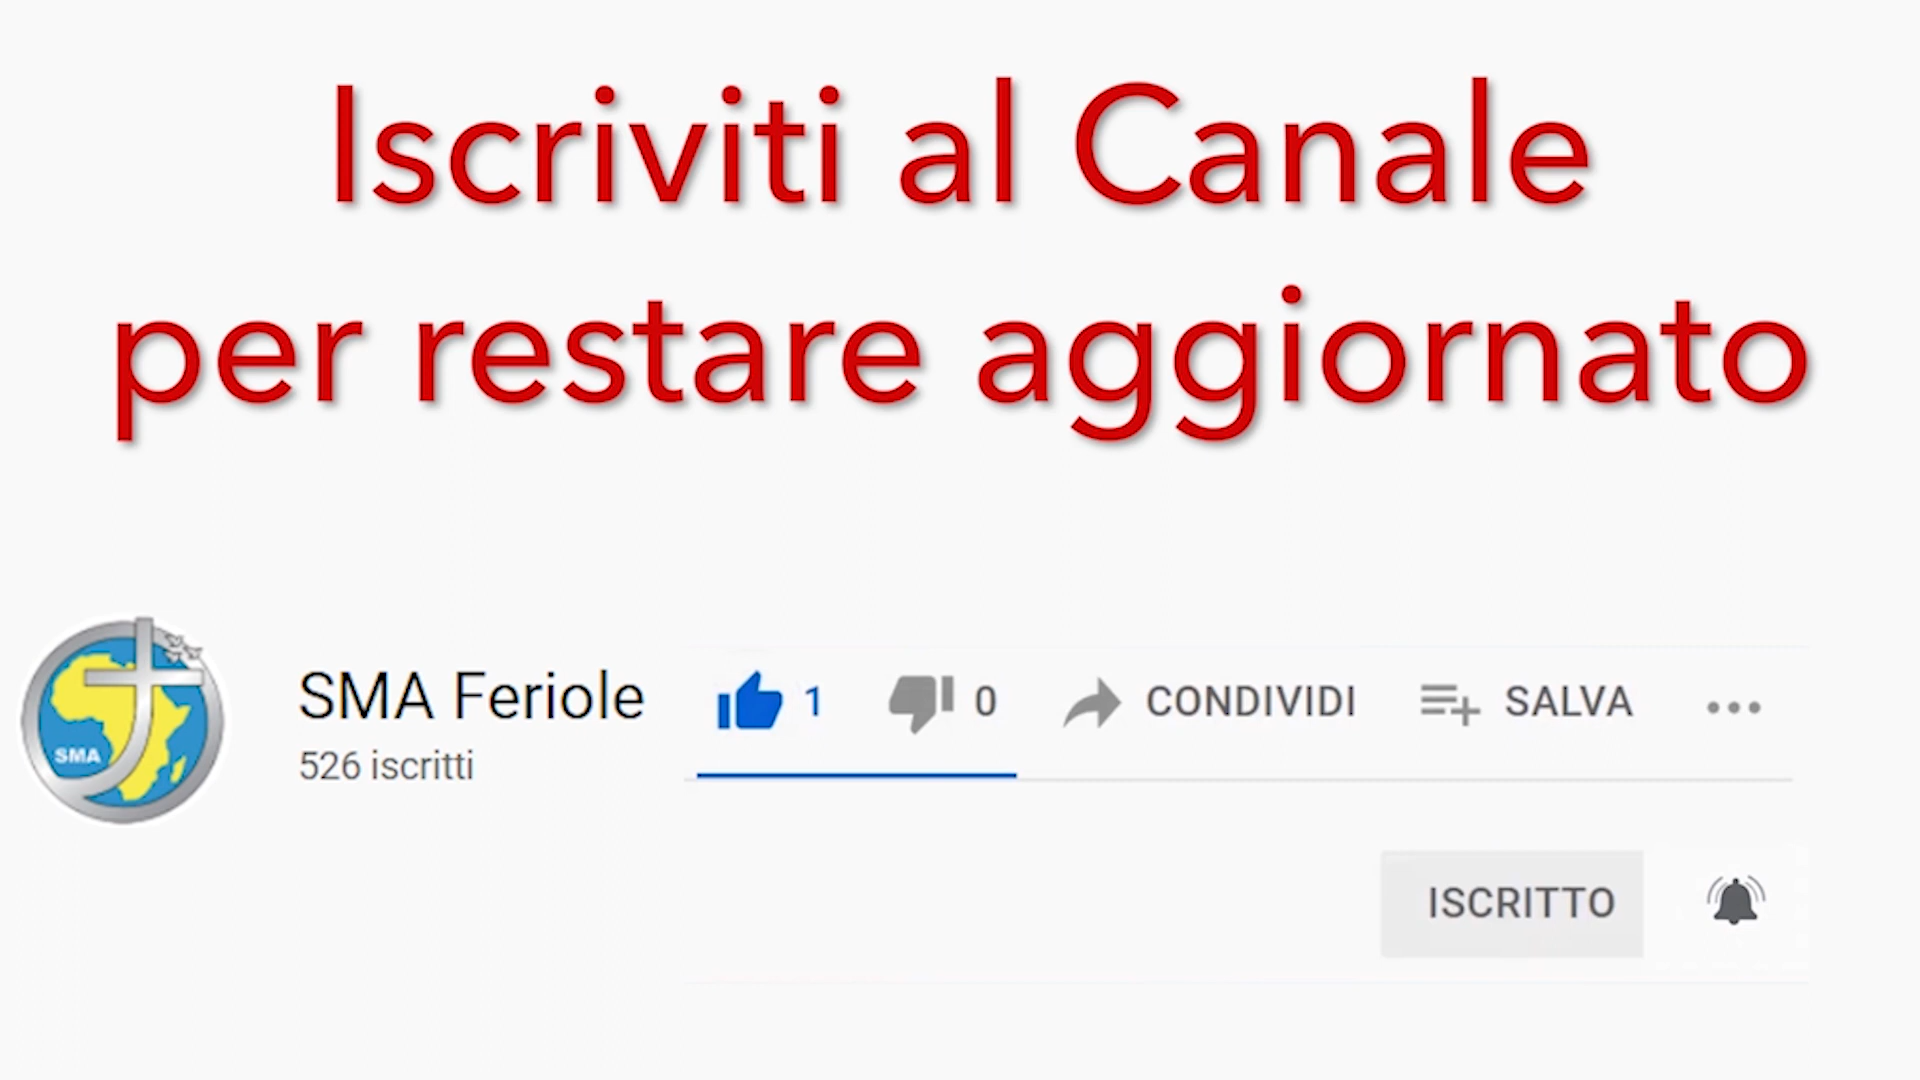 Iscriviti al Canale
per restare aggiornato
SMA
SMA Feriole
526 iscritti
1
0
CONDIVIDI
SALVA
ISCRITTO